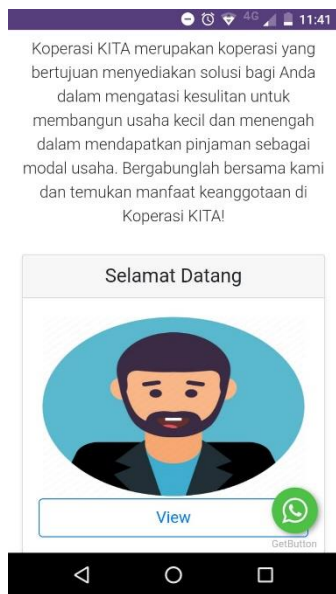 4G 11:41
Koperasi KITA merupakan koperasi yang
bertujuan menyediakan solusi bagi Anda
dalam mengatasi kesulitan untuk
membangun usaha kecil dan menengah
dalam mendapatkan pinjaman sebagai
modal usaha. Bergabunglah bersama kami
dan temukan manfaat keanggotaan di
Koperasi KITA!
Selamat Datang
View
GetButton